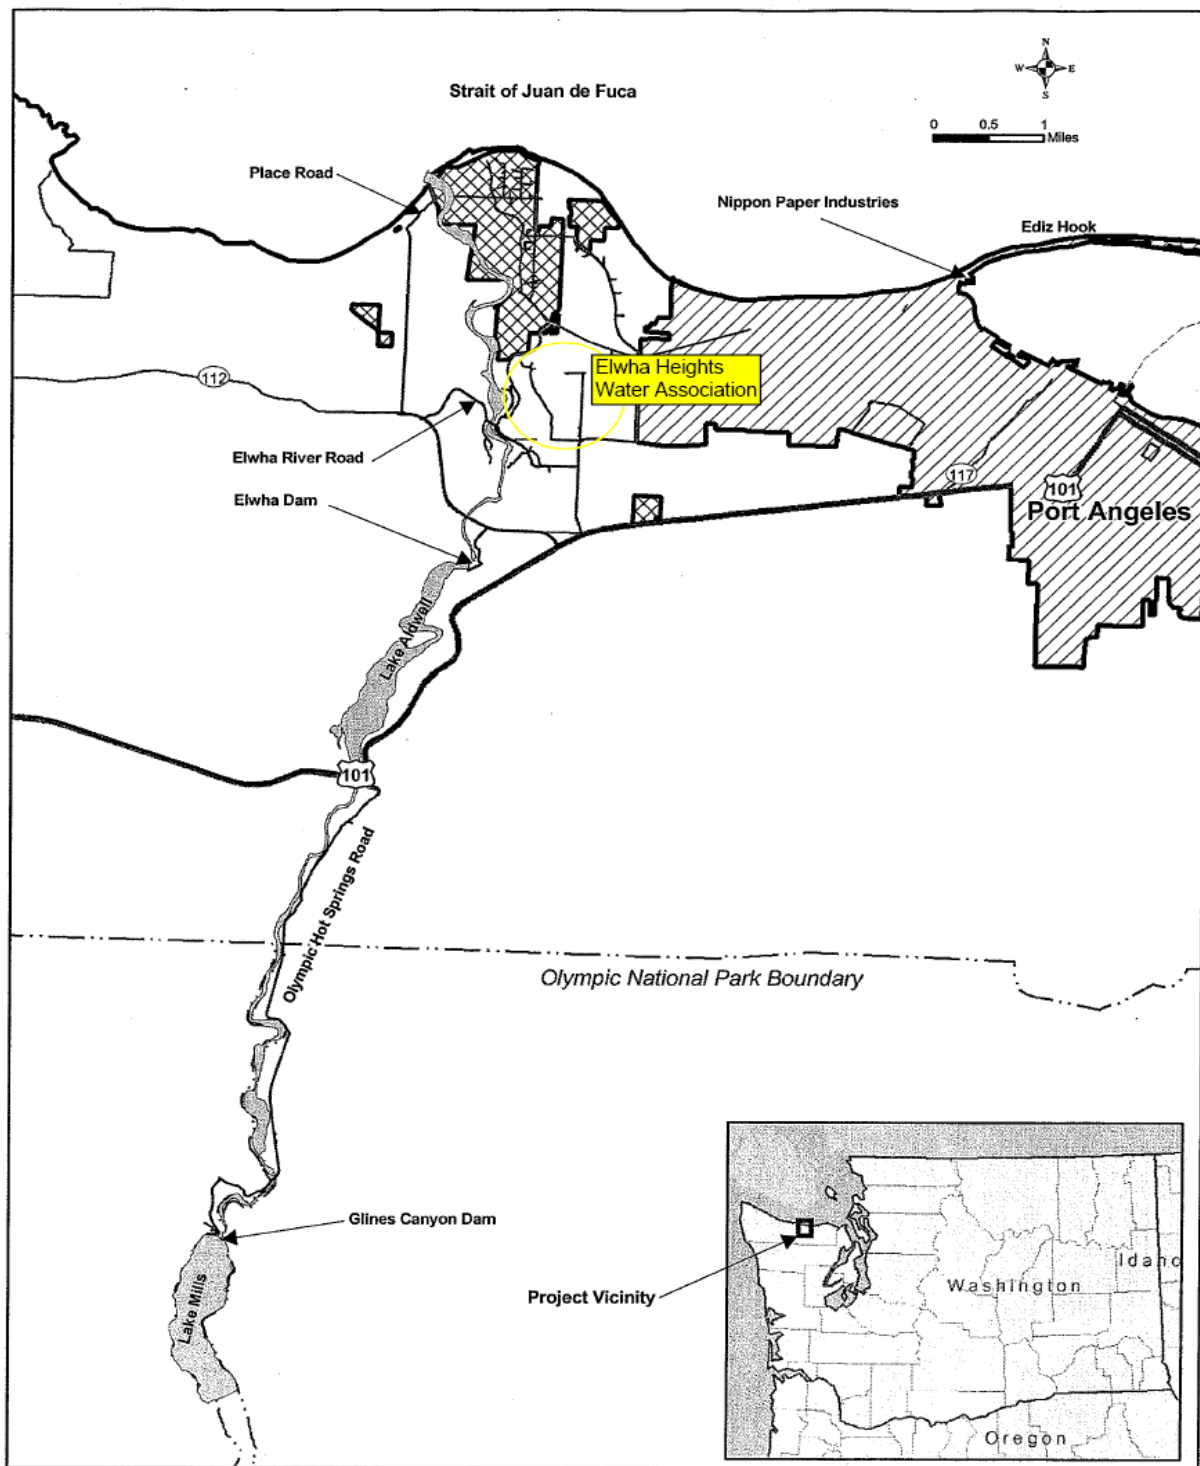 N
W E
S
Strait of Juan de Fuca
0 0.5 1
Miles
Place Road
Nippon Paper Industries
Ediz Hook
Elwha Heights
Water Association
112
Elwha River Road
117
Elwha Dam
101
Port Angeles
Lake Aldwell
101
Olympic Hot Springs Road
Olympic National Park Boundary
Glines Canyon Dam
Lake Mills
Project Vicinity
Washington
Idaho
Oregon